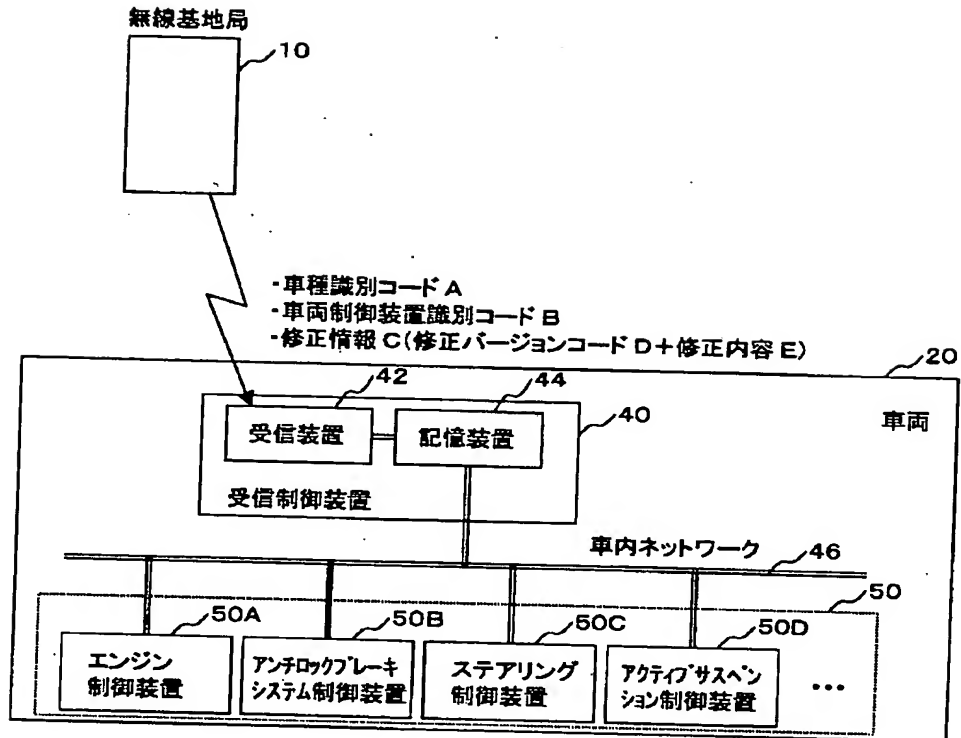 無線基地局
10
・車種識別コードA
・車両制御装置識別コードB
・修正情報C(修正バージョンコードD+修正内容E)
20
42
44
40
車両
受信装置
記憶装置
受信制御装置
車内ネットワーク
46
50
50A
50B
50C
50D
エンジン
制御装置
アンチロックブレーキ
システム制御装置
ステアリング
制御装置
アクティブサスペン
ション制御装置
•••